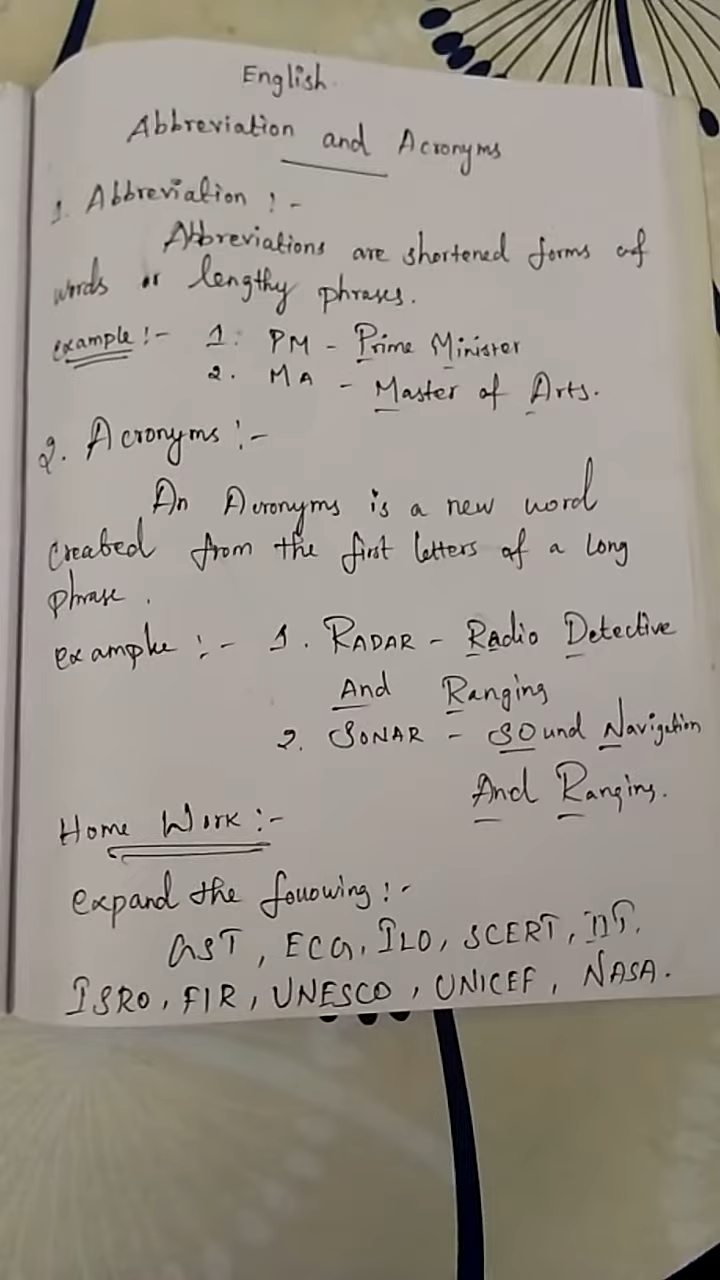 English
Abbreviation and Acronyms
1. Abbreviation :-
Abbreviations are shortened forms of
words or lengthy phrases.
example :- 1. PM - Prime Minister
2. MA - Master of Arts.
2. Acronyms :-
An Acronyms is a new word
Created from the first letters of a long
phrase.
example :- 1. RADAR - Radio Detective
And Ranging
2. SONAR - SOund Navigation
And Ranging.
Home Work :-
expand the following :-
GST, ECG, ILO, SCERT, IIT,
ISRO, FIR, UNESCO, UNICEF, NASA.